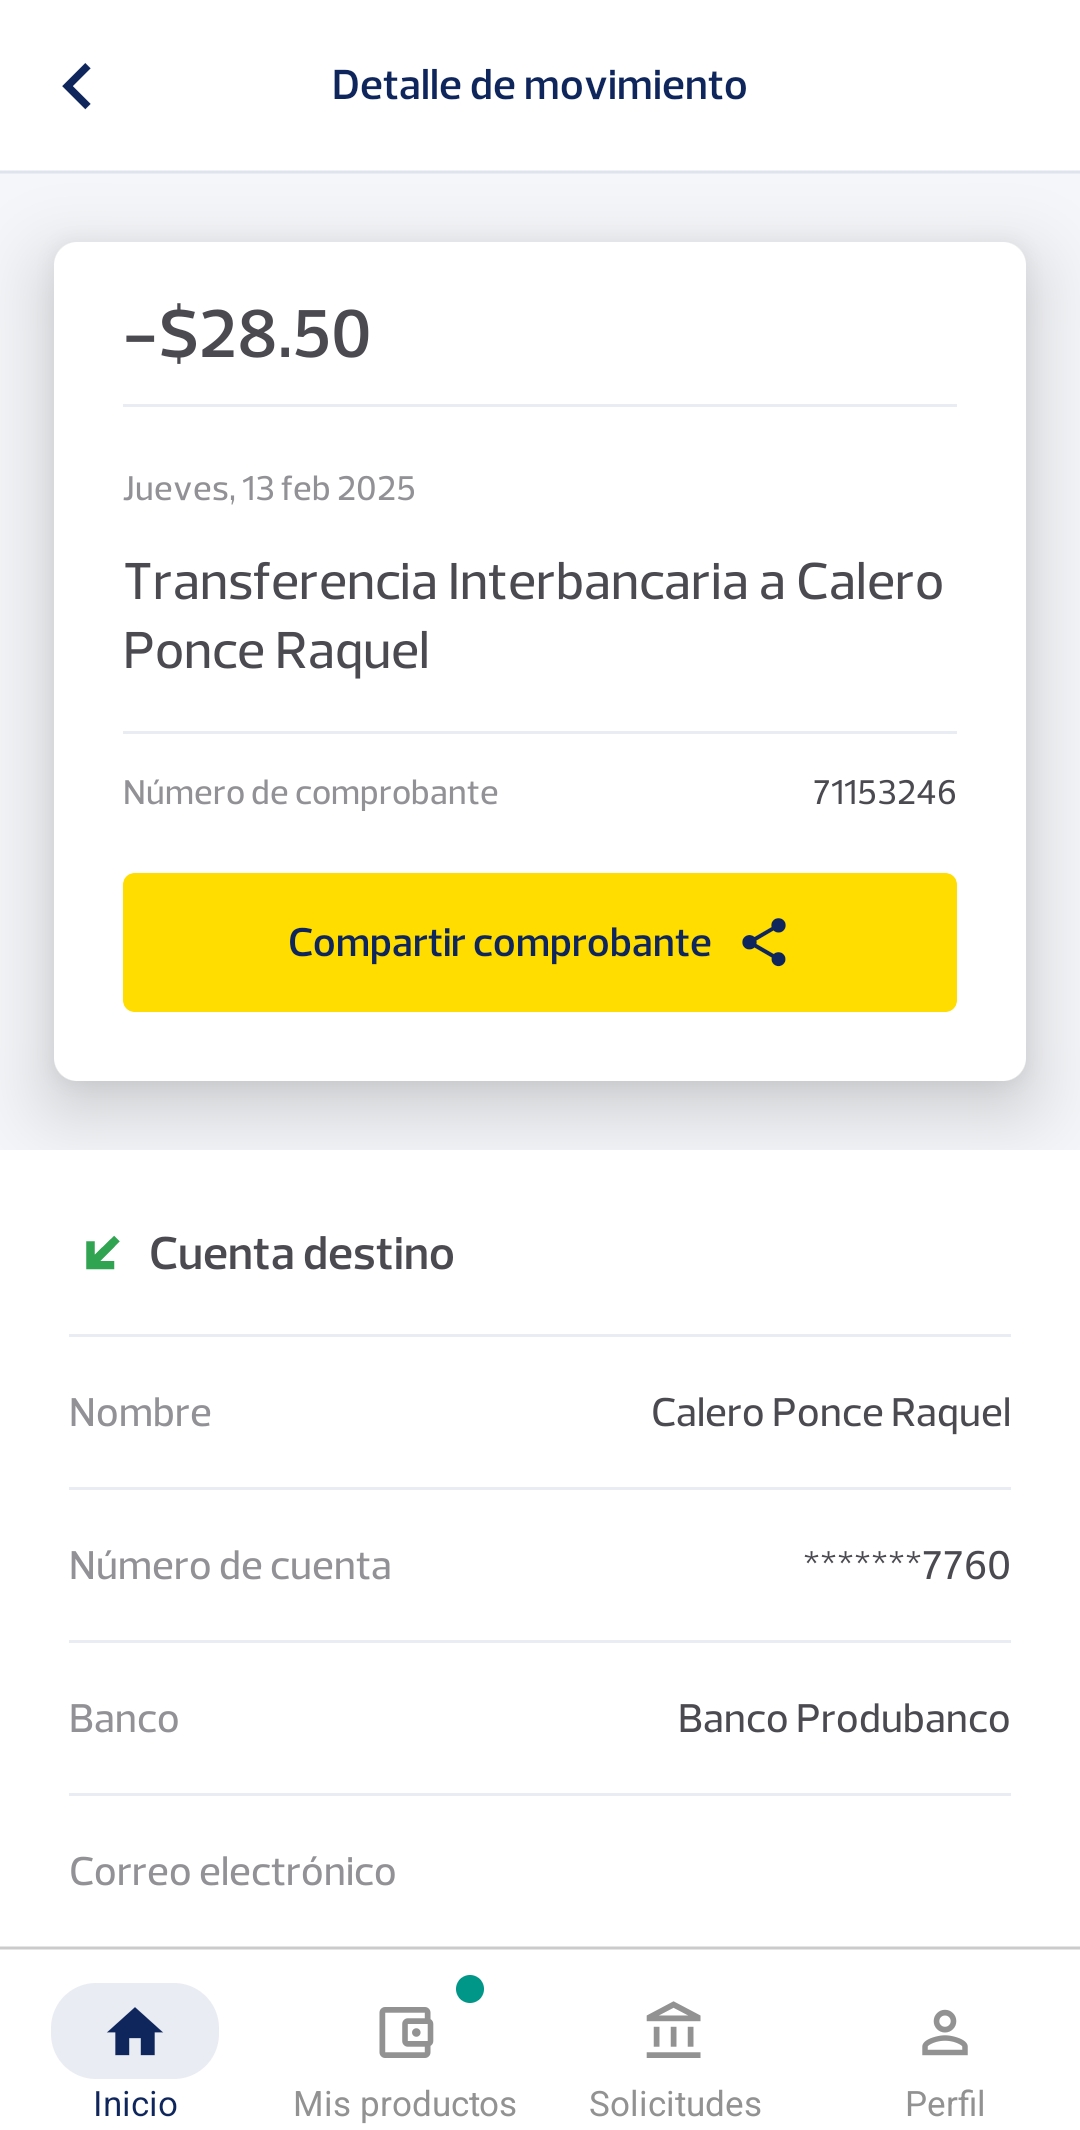 Detalle de movimiento
-$28.50
Jueves, 13 feb 2025
Transferencia Interbancaria a Calero
Ponce Raquel
Número de comprobante 71153246
Compartir comprobante
Cuenta destino
Nombre Calero Ponce Raquel
Número de cuenta *******7760
Banco Banco Produbanco
Correo electrónico
Inicio Mis productos Solicitudes Perfil